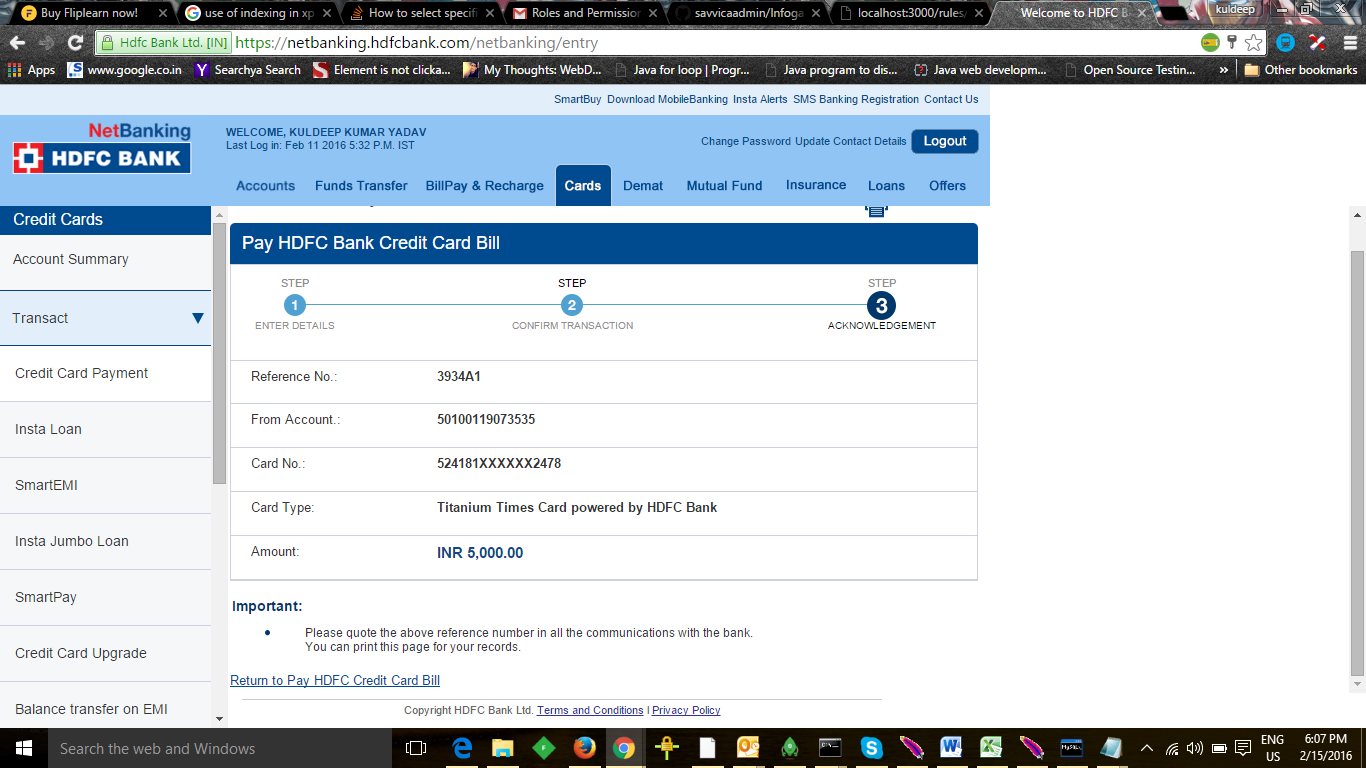 Buy Fliplearn now!
use of indexing in xp
How to select specifi
Roles and Permission
savvicaadmin/Infoga
localhost:3000/rules/
Welcome to HDFC B
kuldeep
Hdfc Bank Ltd. [IN]
https://netbanking.hdfcbank.com/netbanking/entry
Apps
www.google.co.in
Searchya Search
Element is not clicka...
My Thoughts: WebD...
Java for loop | Progr...
Java program to dis...
Java web developm...
Open Source Testin...
»
Other bookmarks
SmartBuy Download MobileBanking Insta Alerts SMS Banking Registration Contact Us
NetBanking
HDFC BANK
WELCOME, KULDEEP KUMAR YADAV
Last Log in: Feb 11 2016 5:32 P.M. IST
Change Password Update Contact Details Logout
Accounts Funds Transfer BillPay & Recharge Cards Demat Mutual Fund Insurance Loans Offers
Credit Cards
Account Summary
Transact
Credit Card Payment
Insta Loan
SmartEMI
Insta Jumbo Loan
SmartPay
Credit Card Upgrade
Balance transfer on EMI
Pay HDFC Bank Credit Card Bill
STEP STEP STEP
1 2 3
ENTER DETAILS CONFIRM TRANSACTION ACKNOWLEDGEMENT
Reference No.: 3934A1
From Account.: 50100119073535
Card No.: 524181XXXXXX2478
Card Type: Titanium Times Card powered by HDFC Bank
Amount: INR 5,000.00
Important:
Please quote the above reference number in all the communications with the bank.
You can print this page for your records.
Return to Pay HDFC Credit Card Bill
Copyright HDFC Bank Ltd. Terms and Conditions | Privacy Policy
Search the web and Windows
ENG
US
6:07 PM
2/15/2016